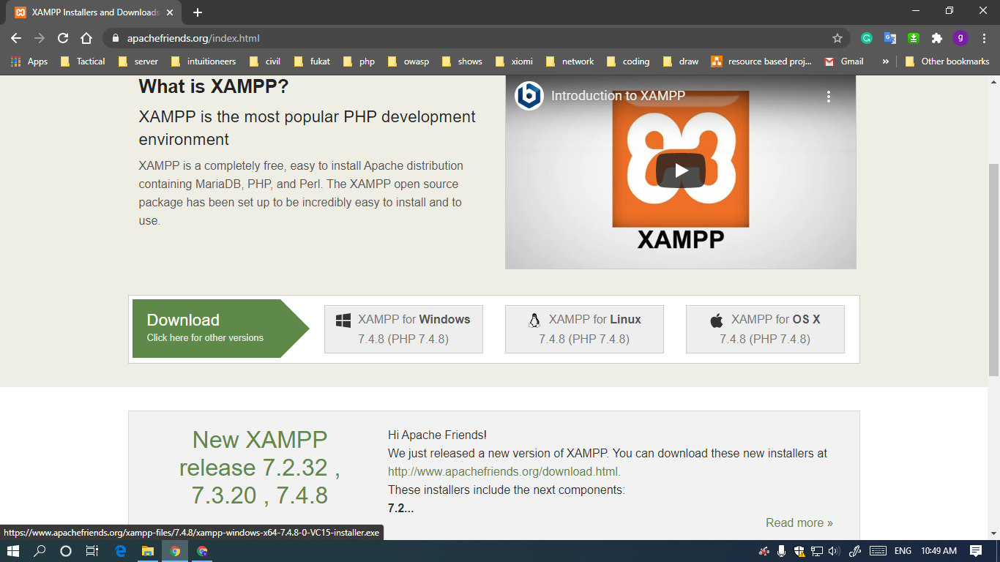 XAMPP Installers and Downloads
apachefriends.org/index.html
g
Apps Tactical server intuitioneers civil fukat php owasp shows xiomi network coding draw resource based proj... Gmail » Other bookmarks
What is XAMPP?
XAMPP is the most popular PHP development
environment
XAMPP is a completely free, easy to install Apache distribution
containing MariaDB, PHP, and Perl. The XAMPP open source
package has been set up to be incredibly easy to install and to
use.
Introduction to XAMPP
XAMPP
Download
Click here for other versions
XAMPP for Windows
7.4.8 (PHP 7.4.8)
XAMPP for Linux
7.4.8 (PHP 7.4.8)
XAMPP for OS X
7.4.8 (PHP 7.4.8)
New XAMPP
release 7.2.32 ,
7.3.20 , 7.4.8
Hi Apache Friends!
We just released a new version of XAMPP. You can download these new installers at
http://www.apachefriends.org/download.html.
These installers include the next components:
7.2...
Read more »
https://www.apachefriends.org/xampp-files/7.4.8/xampp-windows-x64-7.4.8-0-VC15-installer.exe
ENG 10:49 AM